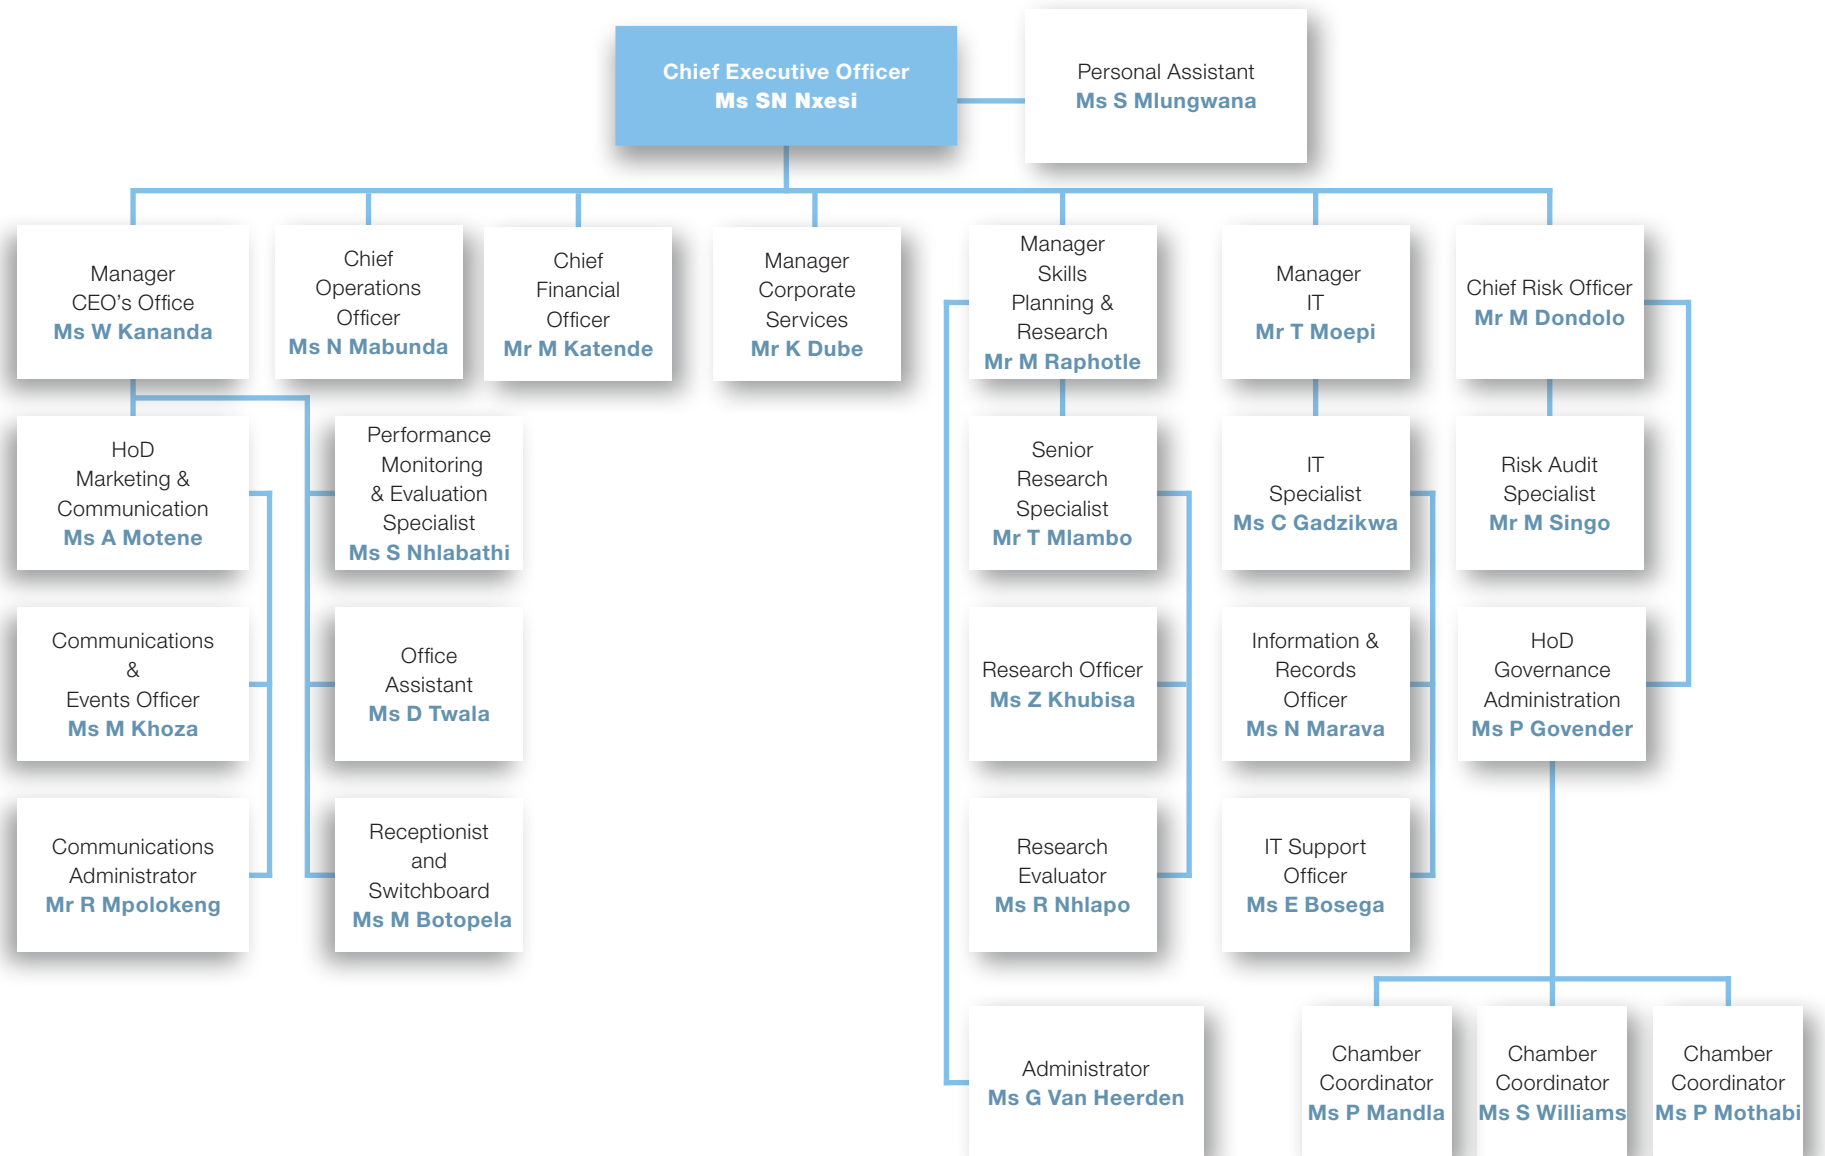 Chief Executive Officer
Ms SN Nxesi
Personal Assistant
Ms S Mlungwana
Manager
CEO's Office
Ms W Kananda
Chief
Operations
Officer
Ms N Mabunda
Chief
Financial
Officer
Mr M Katende
Manager
Corporate
Services
Mr K Dube
Manager
Skills
Planning &
Research
Mr M Raphotle
Manager
IT
Mr T Moepi
Chief Risk Officer
Mr M Dondolo
HoD
Marketing &
Communication
Ms A Motene
Performance
Monitoring
& Evaluation
Specialist
Ms S Nhlabathi
Senior
Research
Specialist
Mr T Mlambo
IT
Specialist
Ms C Gadzikwa
Risk Audit
Specialist
Mr M Singo
Communications
&
Events Officer
Ms M Khoza
Office
Assistant
Ms D Twala
Research Officer
Ms Z Khubisa
Information &
Records
Officer
Ms N Marava
HoD
Governance
Administration
Ms P Govender
Communications
Administrator
Mr R Mpolokeng
Receptionist
and
Switchboard
Ms M Botopela
Research
Evaluator
Ms R Nhlapo
IT Support
Officer
Ms E Bosega
Administrator
Ms G Van Heerden
Chamber
Coordinator
Ms P Mandla
Chamber
Coordinator
Ms S Williams
Chamber
Coordinator
Ms P Mothabi